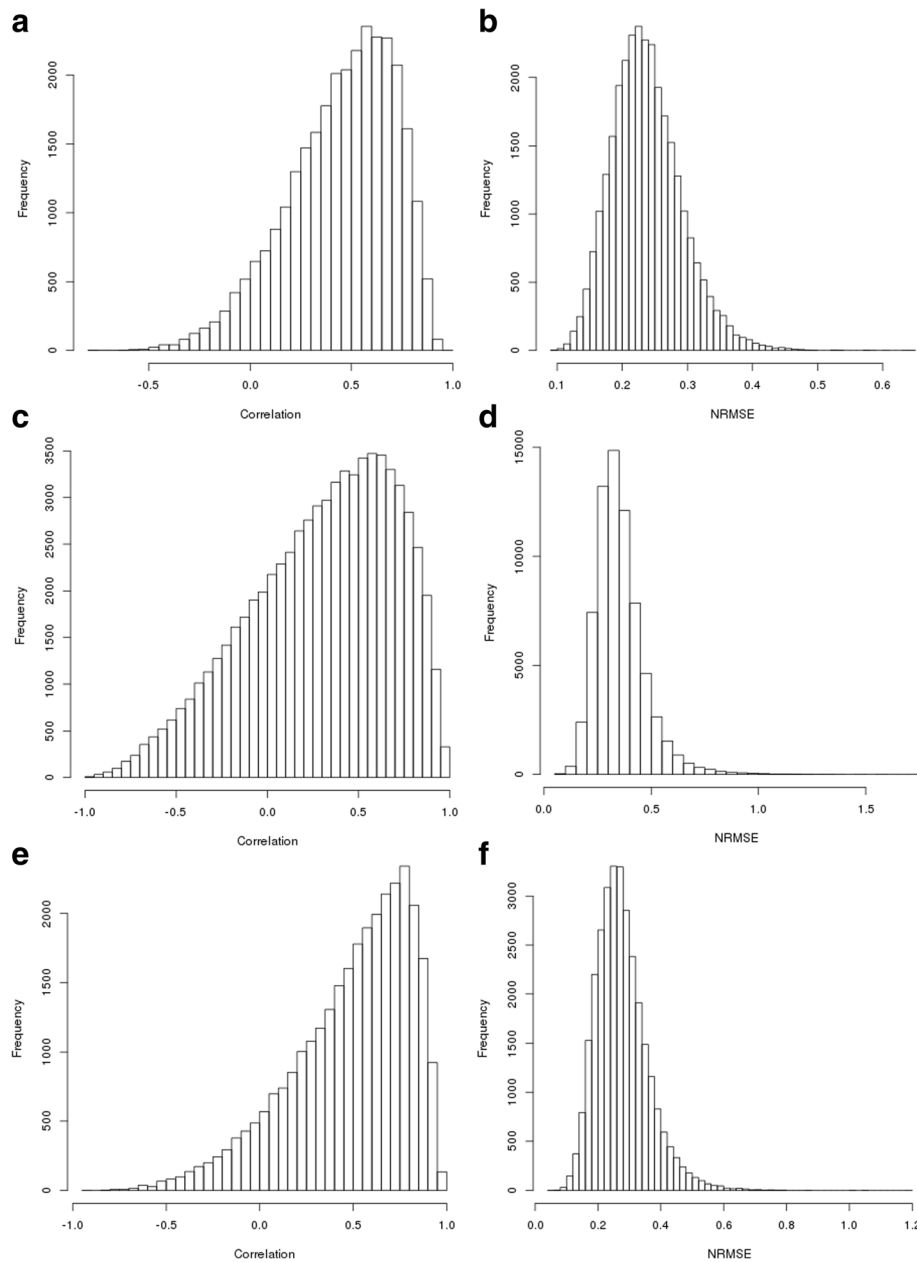 a
b
Frequency
0 500 1000 1500 2000
-0.5 0.0 0.5 1.0
Correlation
Frequency
0 500 1000 1500 2000
0.1 0.2 0.3 0.4 0.5 0.6
NRMSE
c
d
Frequency
0 500 1000 1500 2000 2500 3000 3500
-1.0 -0.5 0.0 0.5 1.0
Correlation
Frequency
0 5000 10000 15000
0.0 0.5 1.0 1.5
NRMSE
e
f
Frequency
0 500 1000 1500 2000
-1.0 -0.5 0.0 0.5 1.0
Correlation
Frequency
0 500 1000 1500 2000 2500 3000
0.0 0.2 0.4 0.6 0.8 1.0 1.2
NRMSE